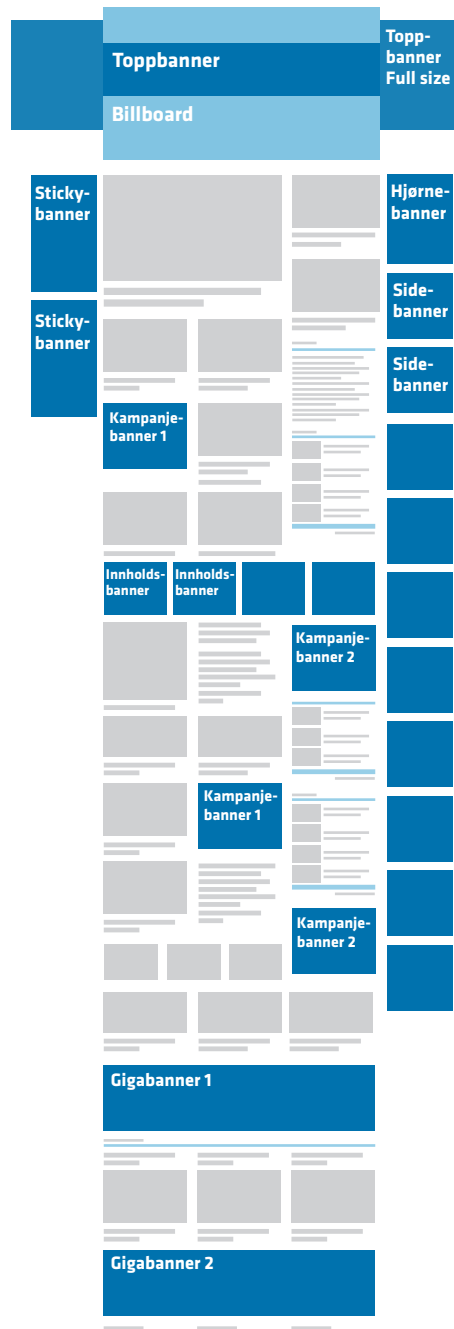 Toppbanner
Topp-
banner
Full size
Billboard
Sticky-
banner
Hjørne-
banner
Side-
banner
Sticky-
banner
Side-
banner
Kampanje-
banner 1
Innholds-
banner
Innholds-
banner
Kampanje-
banner 2
Kampanje-
banner 1
Kampanje-
banner 2
Gigabanner 1
Gigabanner 2